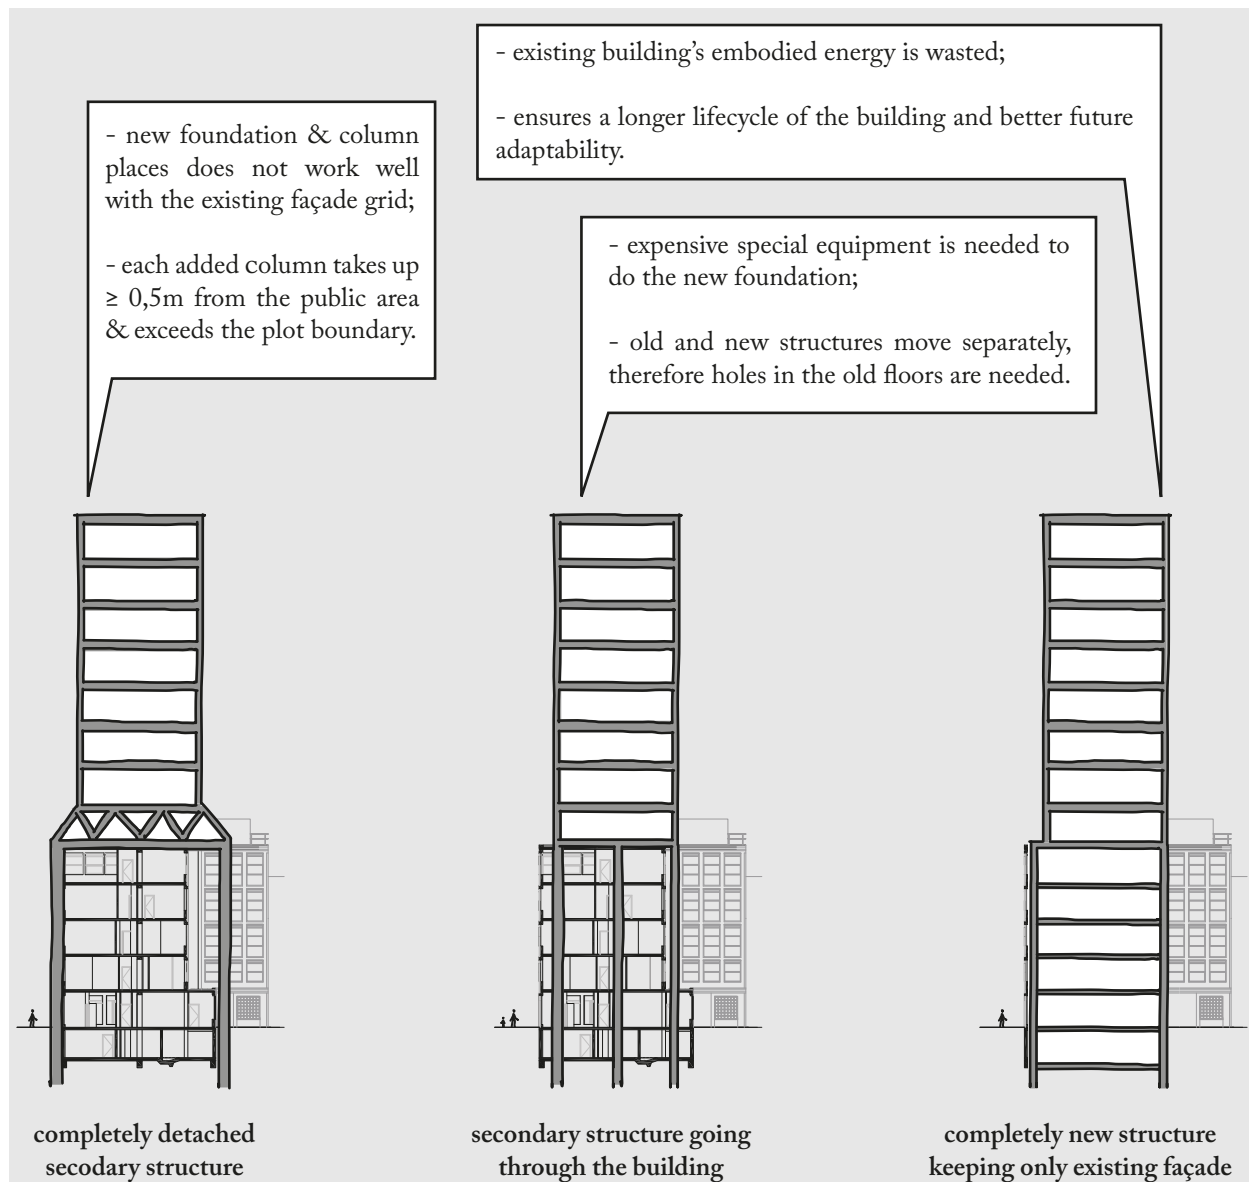 - existing building’s embodied energy is wasted;
- ensures a longer lifecycle of the building and better future
adaptability.
- new foundation & column
places does not work well
with the existing façade grid;
- each added column takes up
≥ 0,5m from the public area
& exceeds the plot boundary.
- expensive special equipment is needed to
do the new foundation;
- old and new structures move separately,
therefore holes in the old floors are needed.
completely detached
secodary structure
secondary structure going
through the building
completely new structure
keeping only existing façade